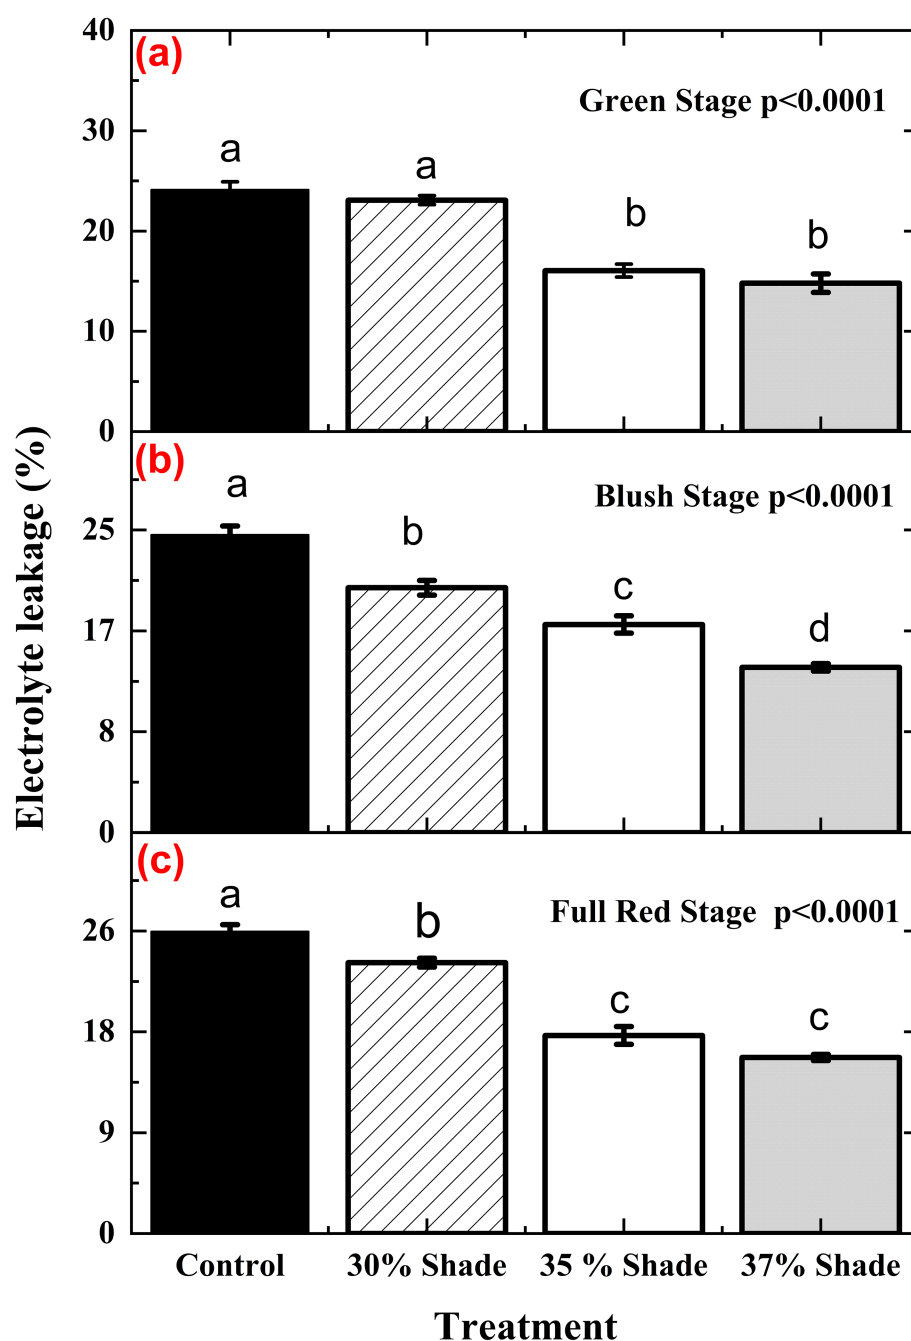 40
(a)
Green Stage p<0.0001
30
a
a
b
b
20
10
0
Electrolyte leakage (%)
(b)
a
Blush Stage p<0.0001
25
b
c
17
d
8
0
(c)
a
Full Red Stage  p<0.0001
26
b
c
c
18
9
0
Control 30% Shade 35 % Shade 37% Shade
Treatment